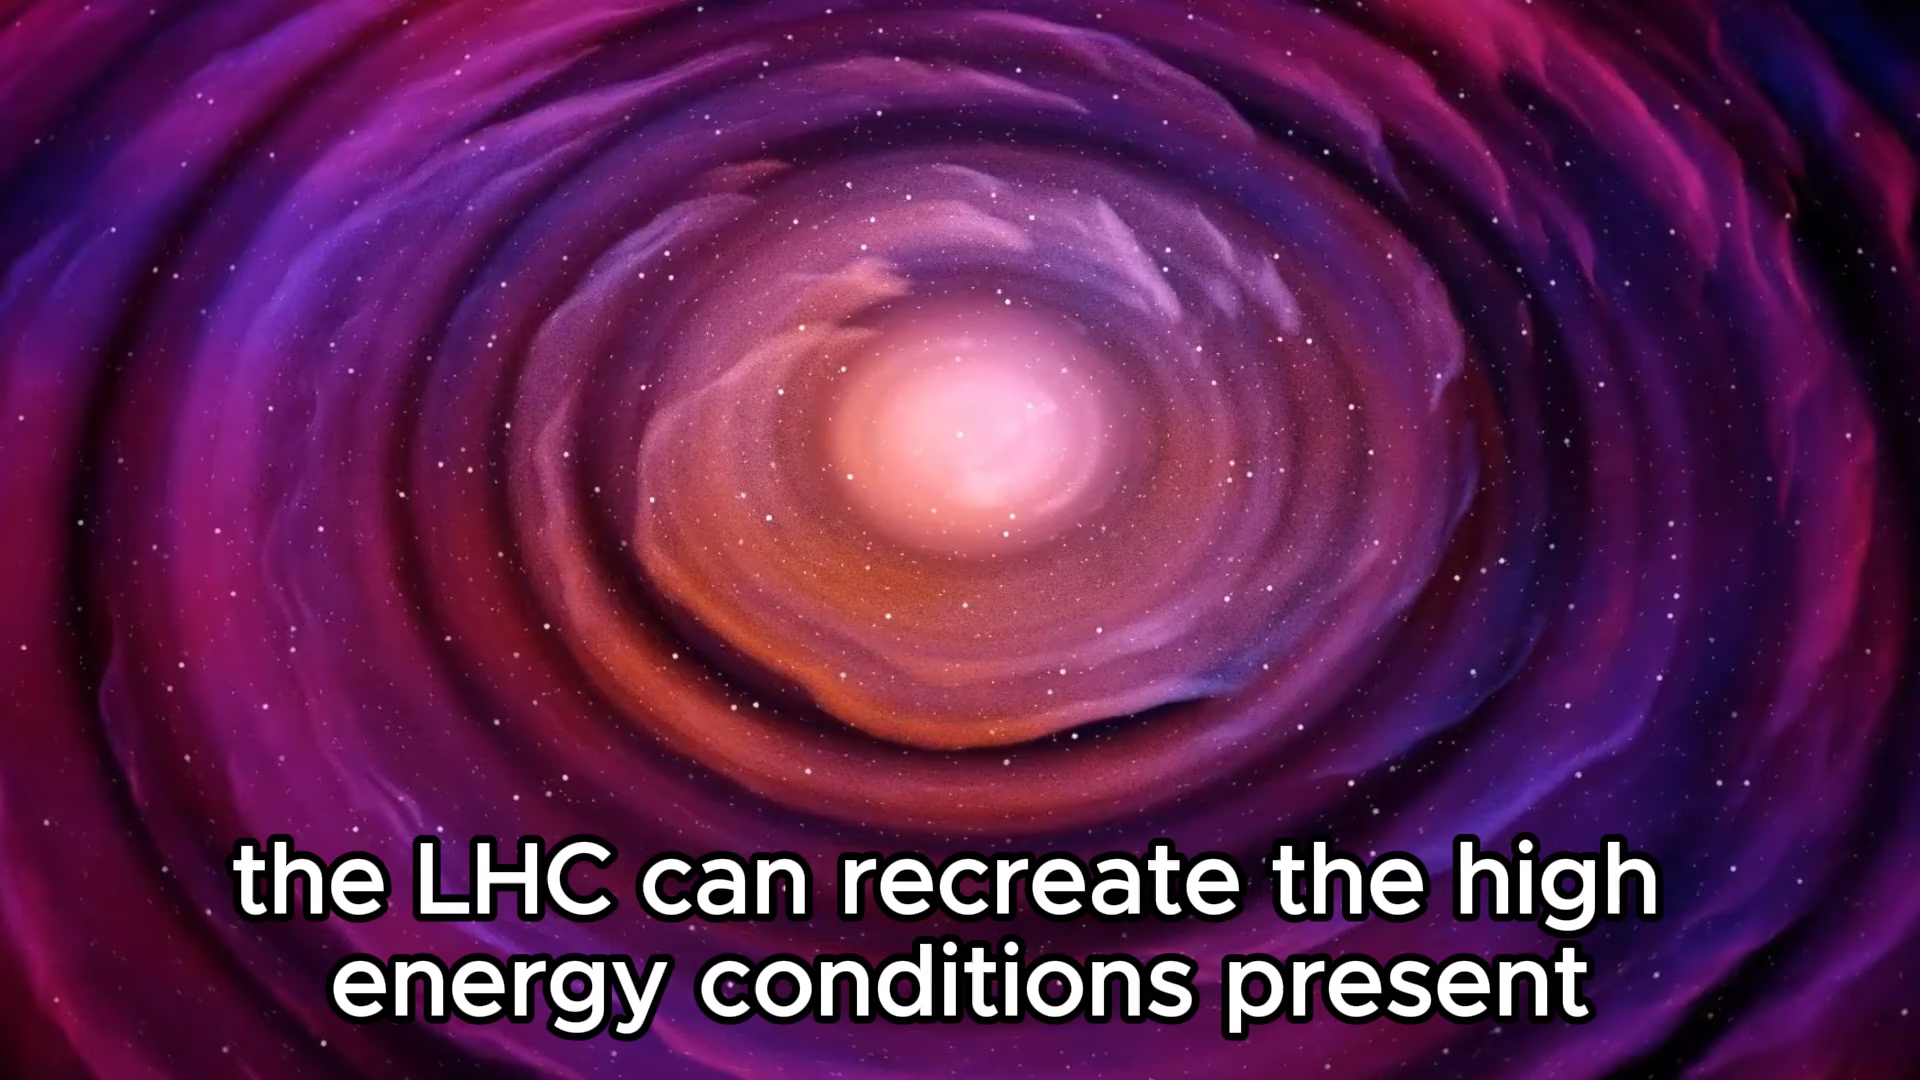 the LHC can recreate the high
energy conditions present